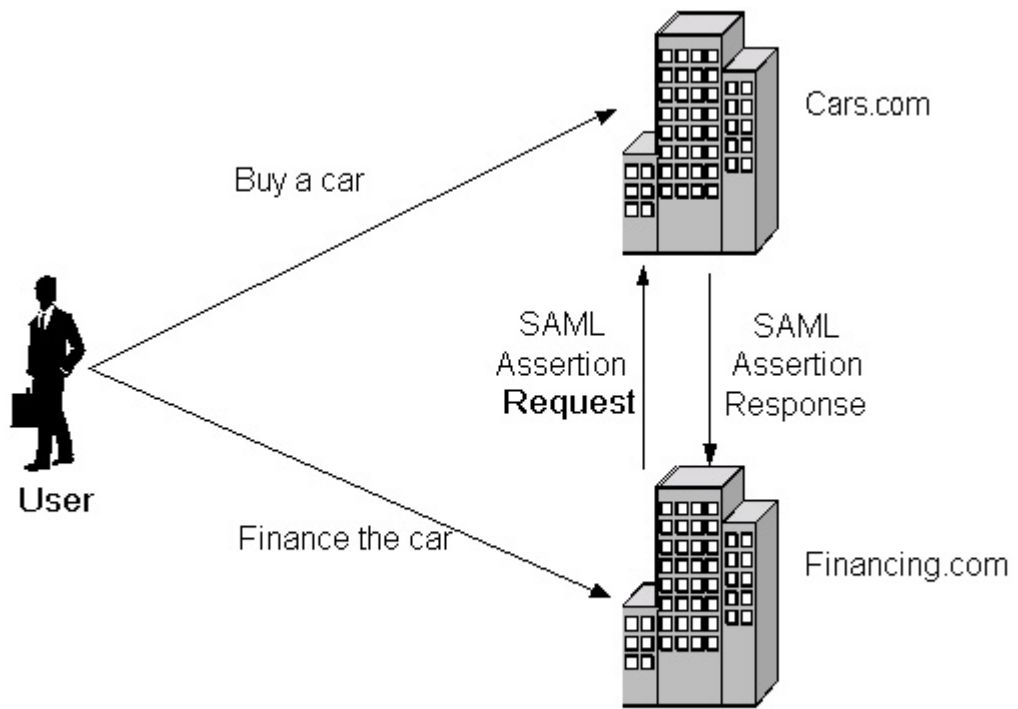 Cars.com
Buy a car
SAML
Assertion
Request
SAML
Assertion
Response
User
Finance the car
Financing.com